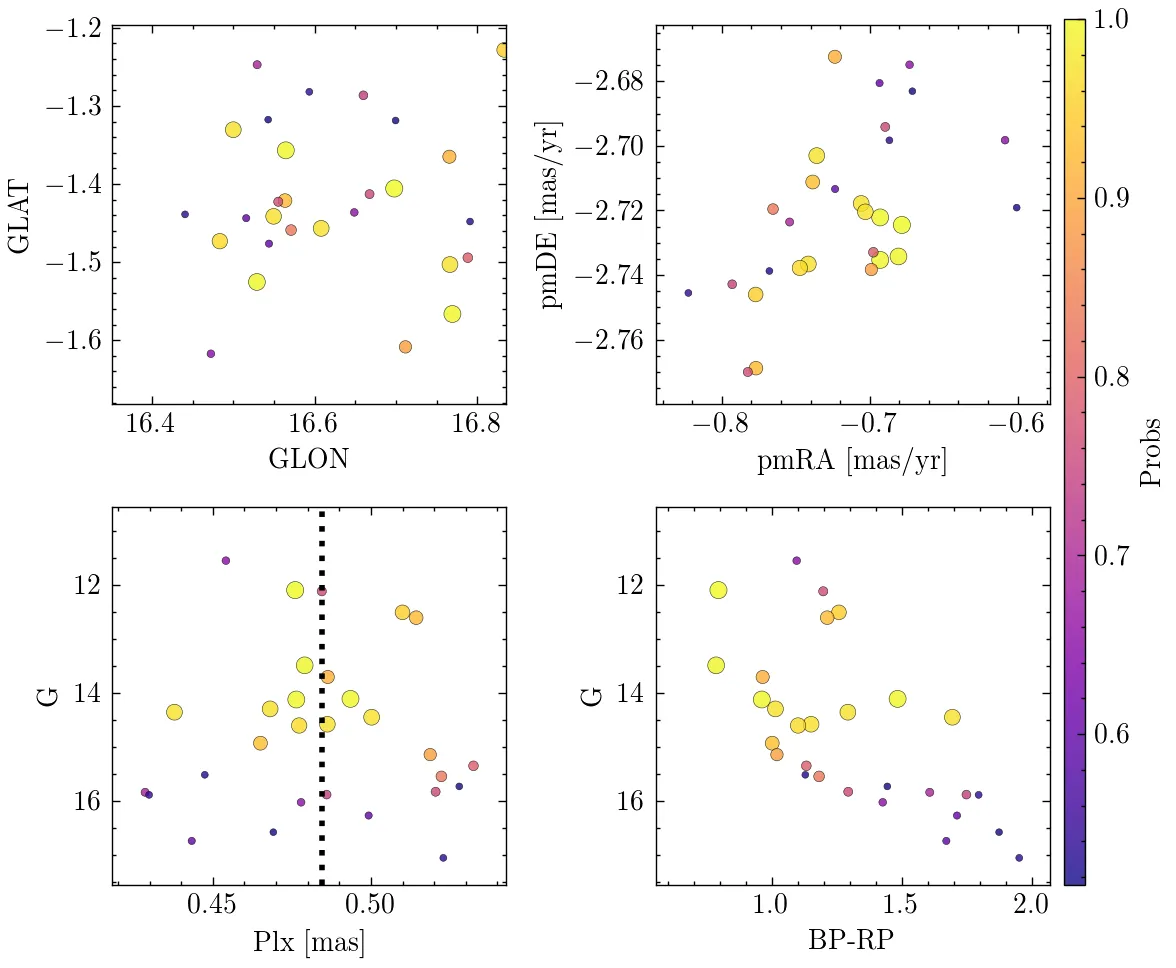 −1.2
−1.3
−1.4
−1.5
−1.6
GLAT
16.4 16.6 16.8
GLON
−2.68
−2.70
−2.72
−2.74
−2.76
pmDE [mas/yr]
−0.8 −0.7 −0.6
pmRA [mas/yr]
1.0
0.9
0.8
0.7
0.6
Probs
12
14
16
G
0.45 0.50
Plx [mas]
12
14
16
G
1.0 1.5 2.0
BP-RP